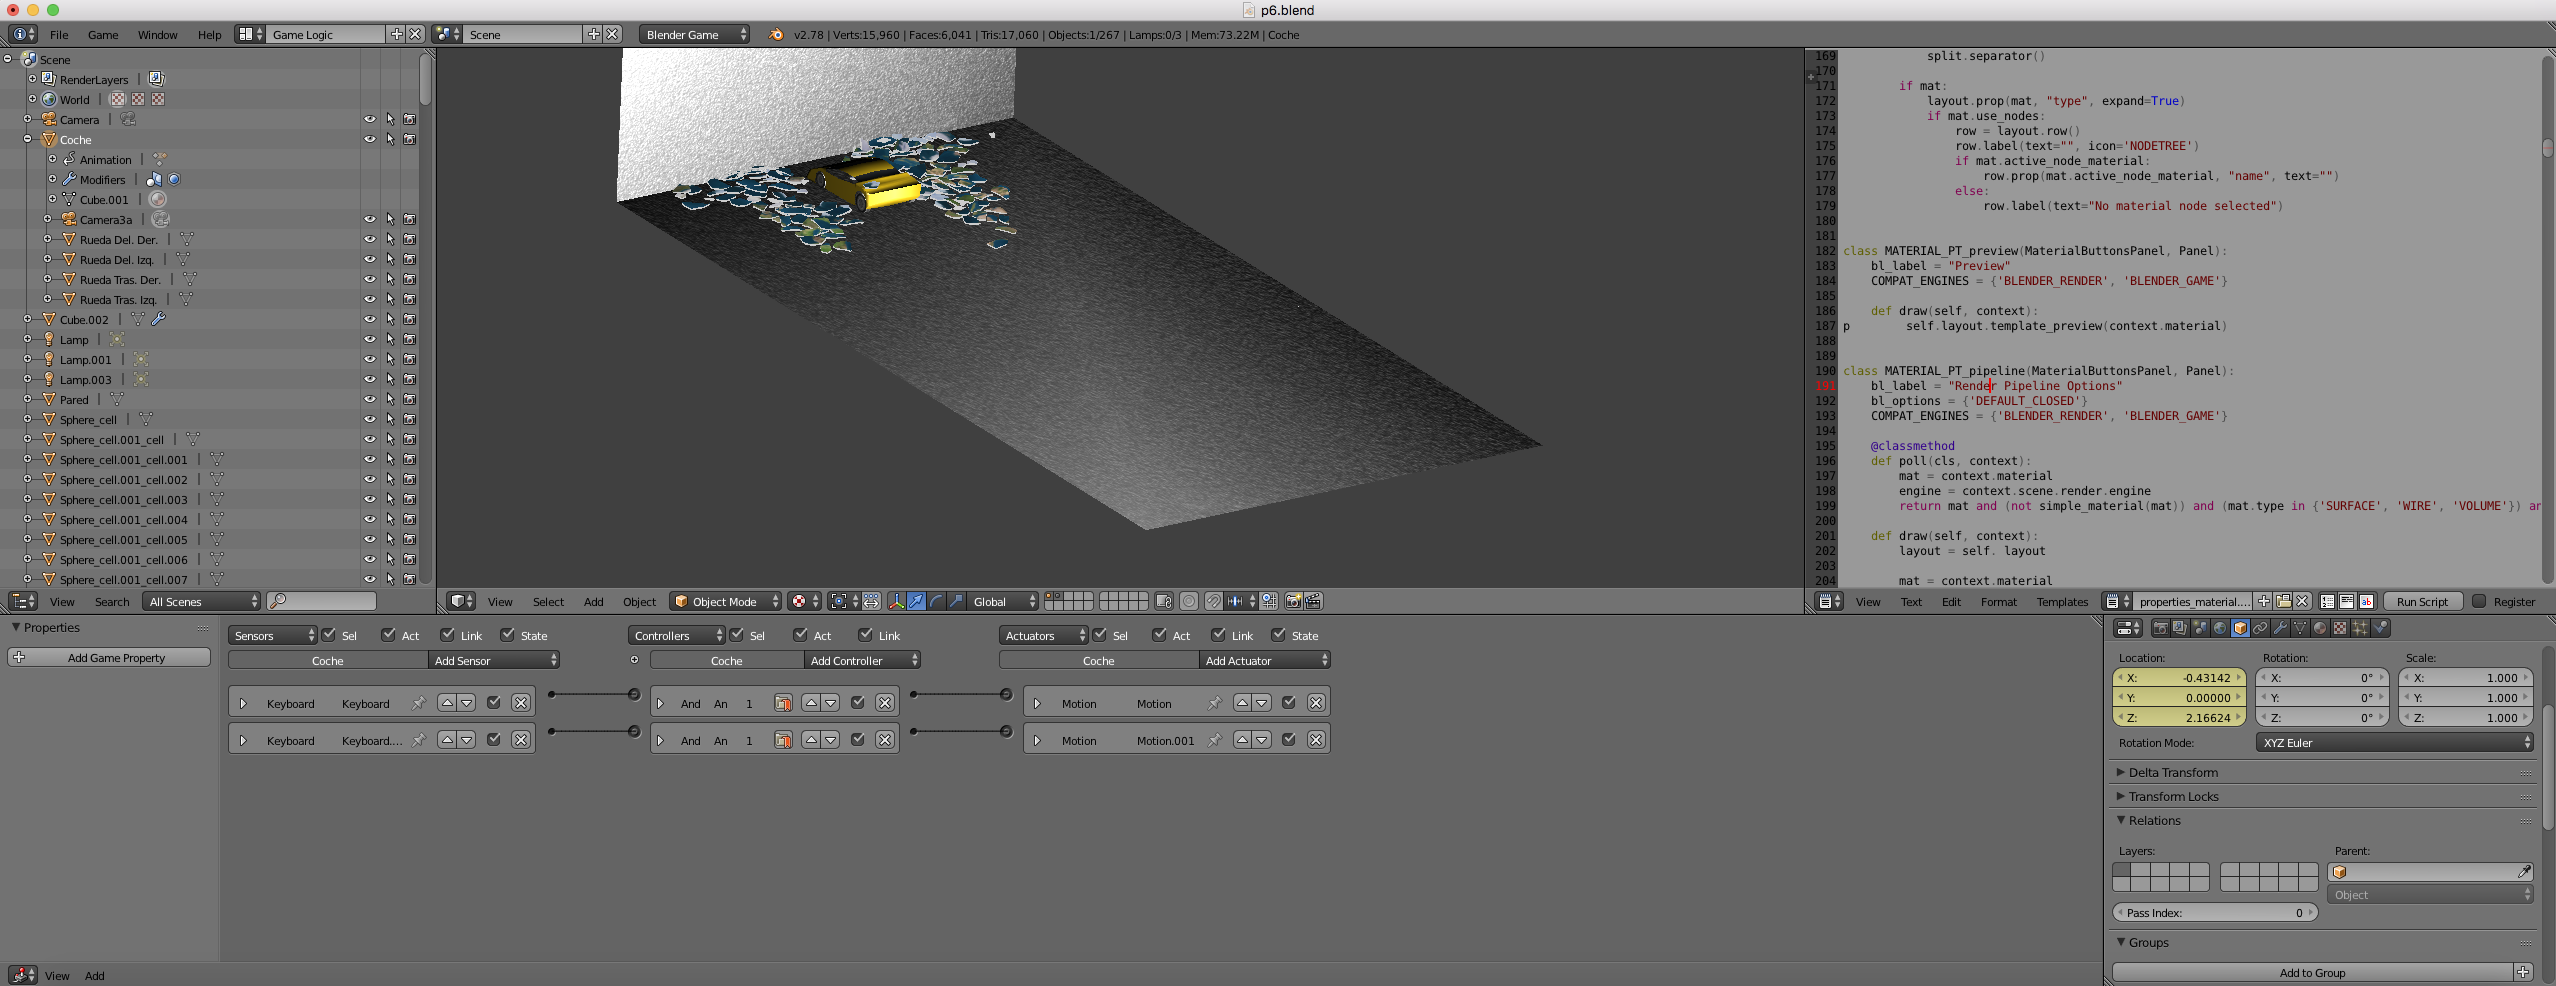 p6.blend
File Game Window Help Game Logic Scene Blender Game v2.78 | Verts:15,960 | Faces:6,041 | Tris:17,060 | Objects:1/267 | Lamps:0/3 | Mem:73.22M | Coche
Scene
RenderLayers
World
Camera
Coche
Animation
Modifiers
Cube.001
Camera3a
Rueda Del. Der.
Rueda Del. Izq.
Rueda Tras. Der.
Rueda Tras. Izq.
Cube.002
Lamp
Lamp.001
Lamp.003
Pared
Sphere_cell
Sphere_cell.001_cell
Sphere_cell.001_cell.001
Sphere_cell.001_cell.002
Sphere_cell.001_cell.003
Sphere_cell.001_cell.004
Sphere_cell.001_cell.005
Sphere_cell.001_cell.006
Sphere_cell.001_cell.007
View Search All Scenes
View Select Add Object Object Mode Global
169 split.separator()
170
171 if mat:
172 layout.prop(mat, "type", expand=True)
173 if mat.use_nodes:
174 row = layout.row()
175 row.label(text="", icon='NODETREE')
176 if mat.active_node_material:
177 row.prop(mat.active_node_material, "name", text="")
178 else:
179 row.label(text="No material node selected")
180
181
182 class MATERIAL_PT_preview(MaterialButtonsPanel, Panel):
183 bl_label = "Preview"
184 COMPAT_ENGINES = {'BLENDER_RENDER', 'BLENDER_GAME'}
185
186 def draw(self, context):
187 p self.layout.template_preview(context.material)
188
189
190 class MATERIAL_PT_pipeline(MaterialButtonsPanel, Panel):
191 bl_label = "Render Pipeline Options"
192 bl_options = {'DEFAULT_CLOSED'}
193 COMPAT_ENGINES = {'BLENDER_RENDER', 'BLENDER_GAME'}
194
195 @classmethod
196 def poll(cls, context):
197 mat = context.material
198 engine = context.scene.render.engine
199 return mat and (not simple_material(mat)) and (mat.type in {'SURFACE', 'WIRE', 'VOLUME'}) an
200
201 def draw(self, context):
202 layout = self. layout
203
204 mat = context.material
View Text Edit Format Templates properties_material.... Run Script Register
Properties
Add Game Property
Sensors Sel Act Link State Controllers Sel Act Link Actuators Sel Act Link State
Coche Add Sensor Coche Add Controller Coche Add Actuator
Keyboard Keyboard And An 1 Motion Motion
Keyboard Keyboard.... And An 1 Motion Motion.001
View Add
Location: Rotation: Scale:
X: -0.43142 X: 0° X: 1.000
Y: 0.00000 Y: 0° Y: 1.000
Z: 2.16624 Z: 0° Z: 1.000
Rotation Mode: XYZ Euler
Delta Transform
Transform Locks
Relations
Layers: Parent:
Object
Pass Index: 0
Groups
Add to Group